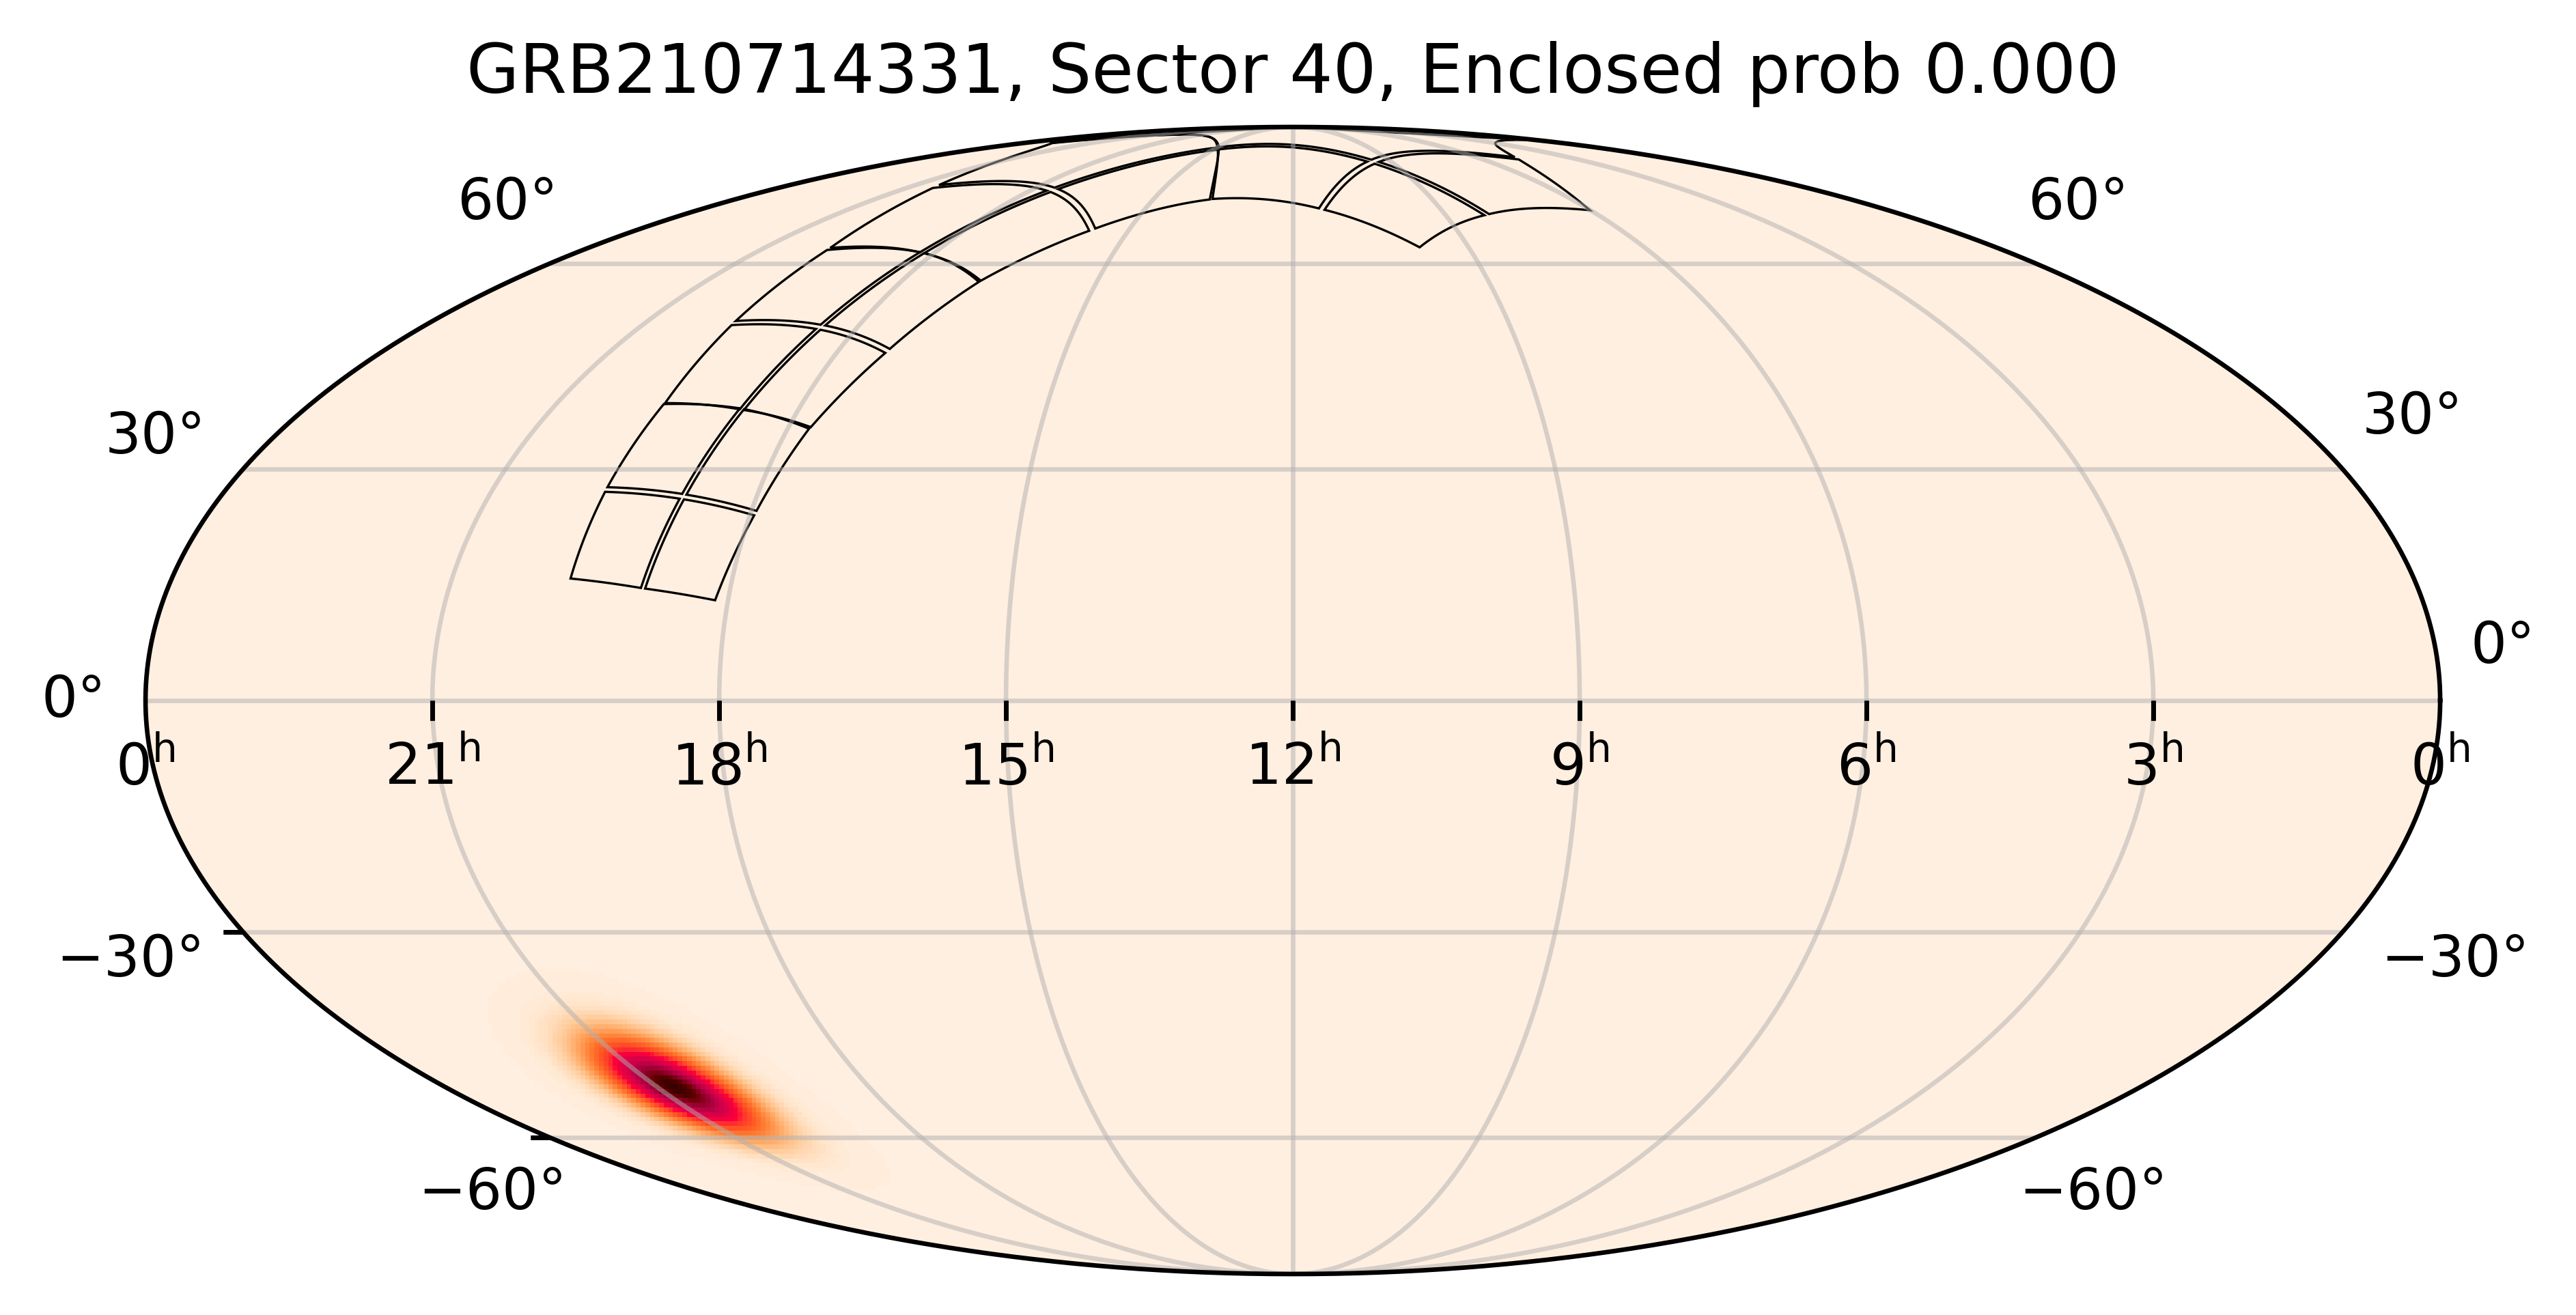 GRB210714331, Sector 40, Enclosed prob 0.000
60° 60°
30° 30°
0° 0°
0h 21h 18h 15h 12h 9h 6h 3h 0h
−30° −30°
−60° −60°